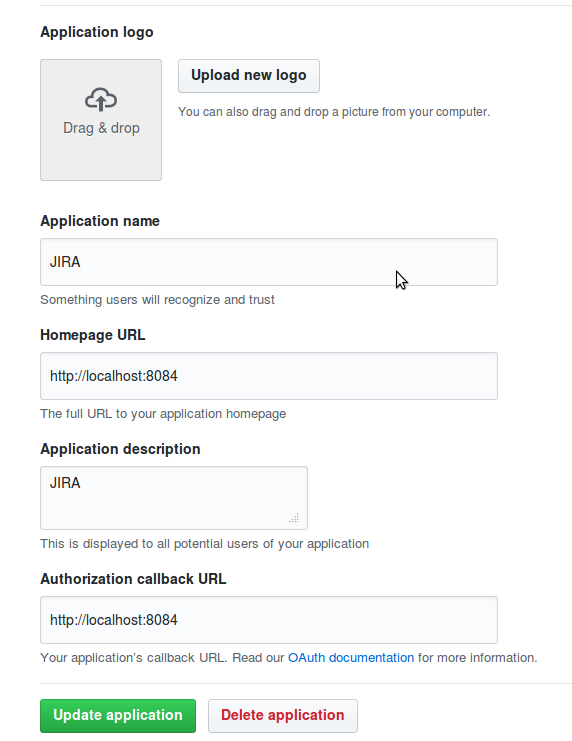 Application logo
Upload new logo
Drag & drop
You can also drag and drop a picture from your computer.
Application name
JIRA
Something users will recognize and trust
Homepage URL
http://localhost:8084
The full URL to your application homepage
Application description
JIRA
This is displayed to all potential users of your application
Authorization callback URL
http://localhost:8084
Your application's callback URL. Read our OAuth documentation for more information.
Update application
Delete application